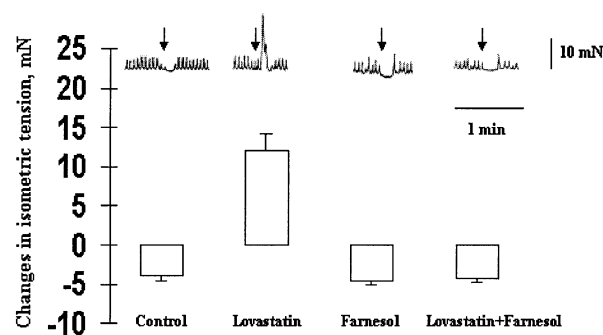 25
20
15
10
5
0
-5
-10
Changes in isometric tension, mN
10 mN
1 min
Control
Lovastatin
Farnesol
Lovastatin+Farnesol